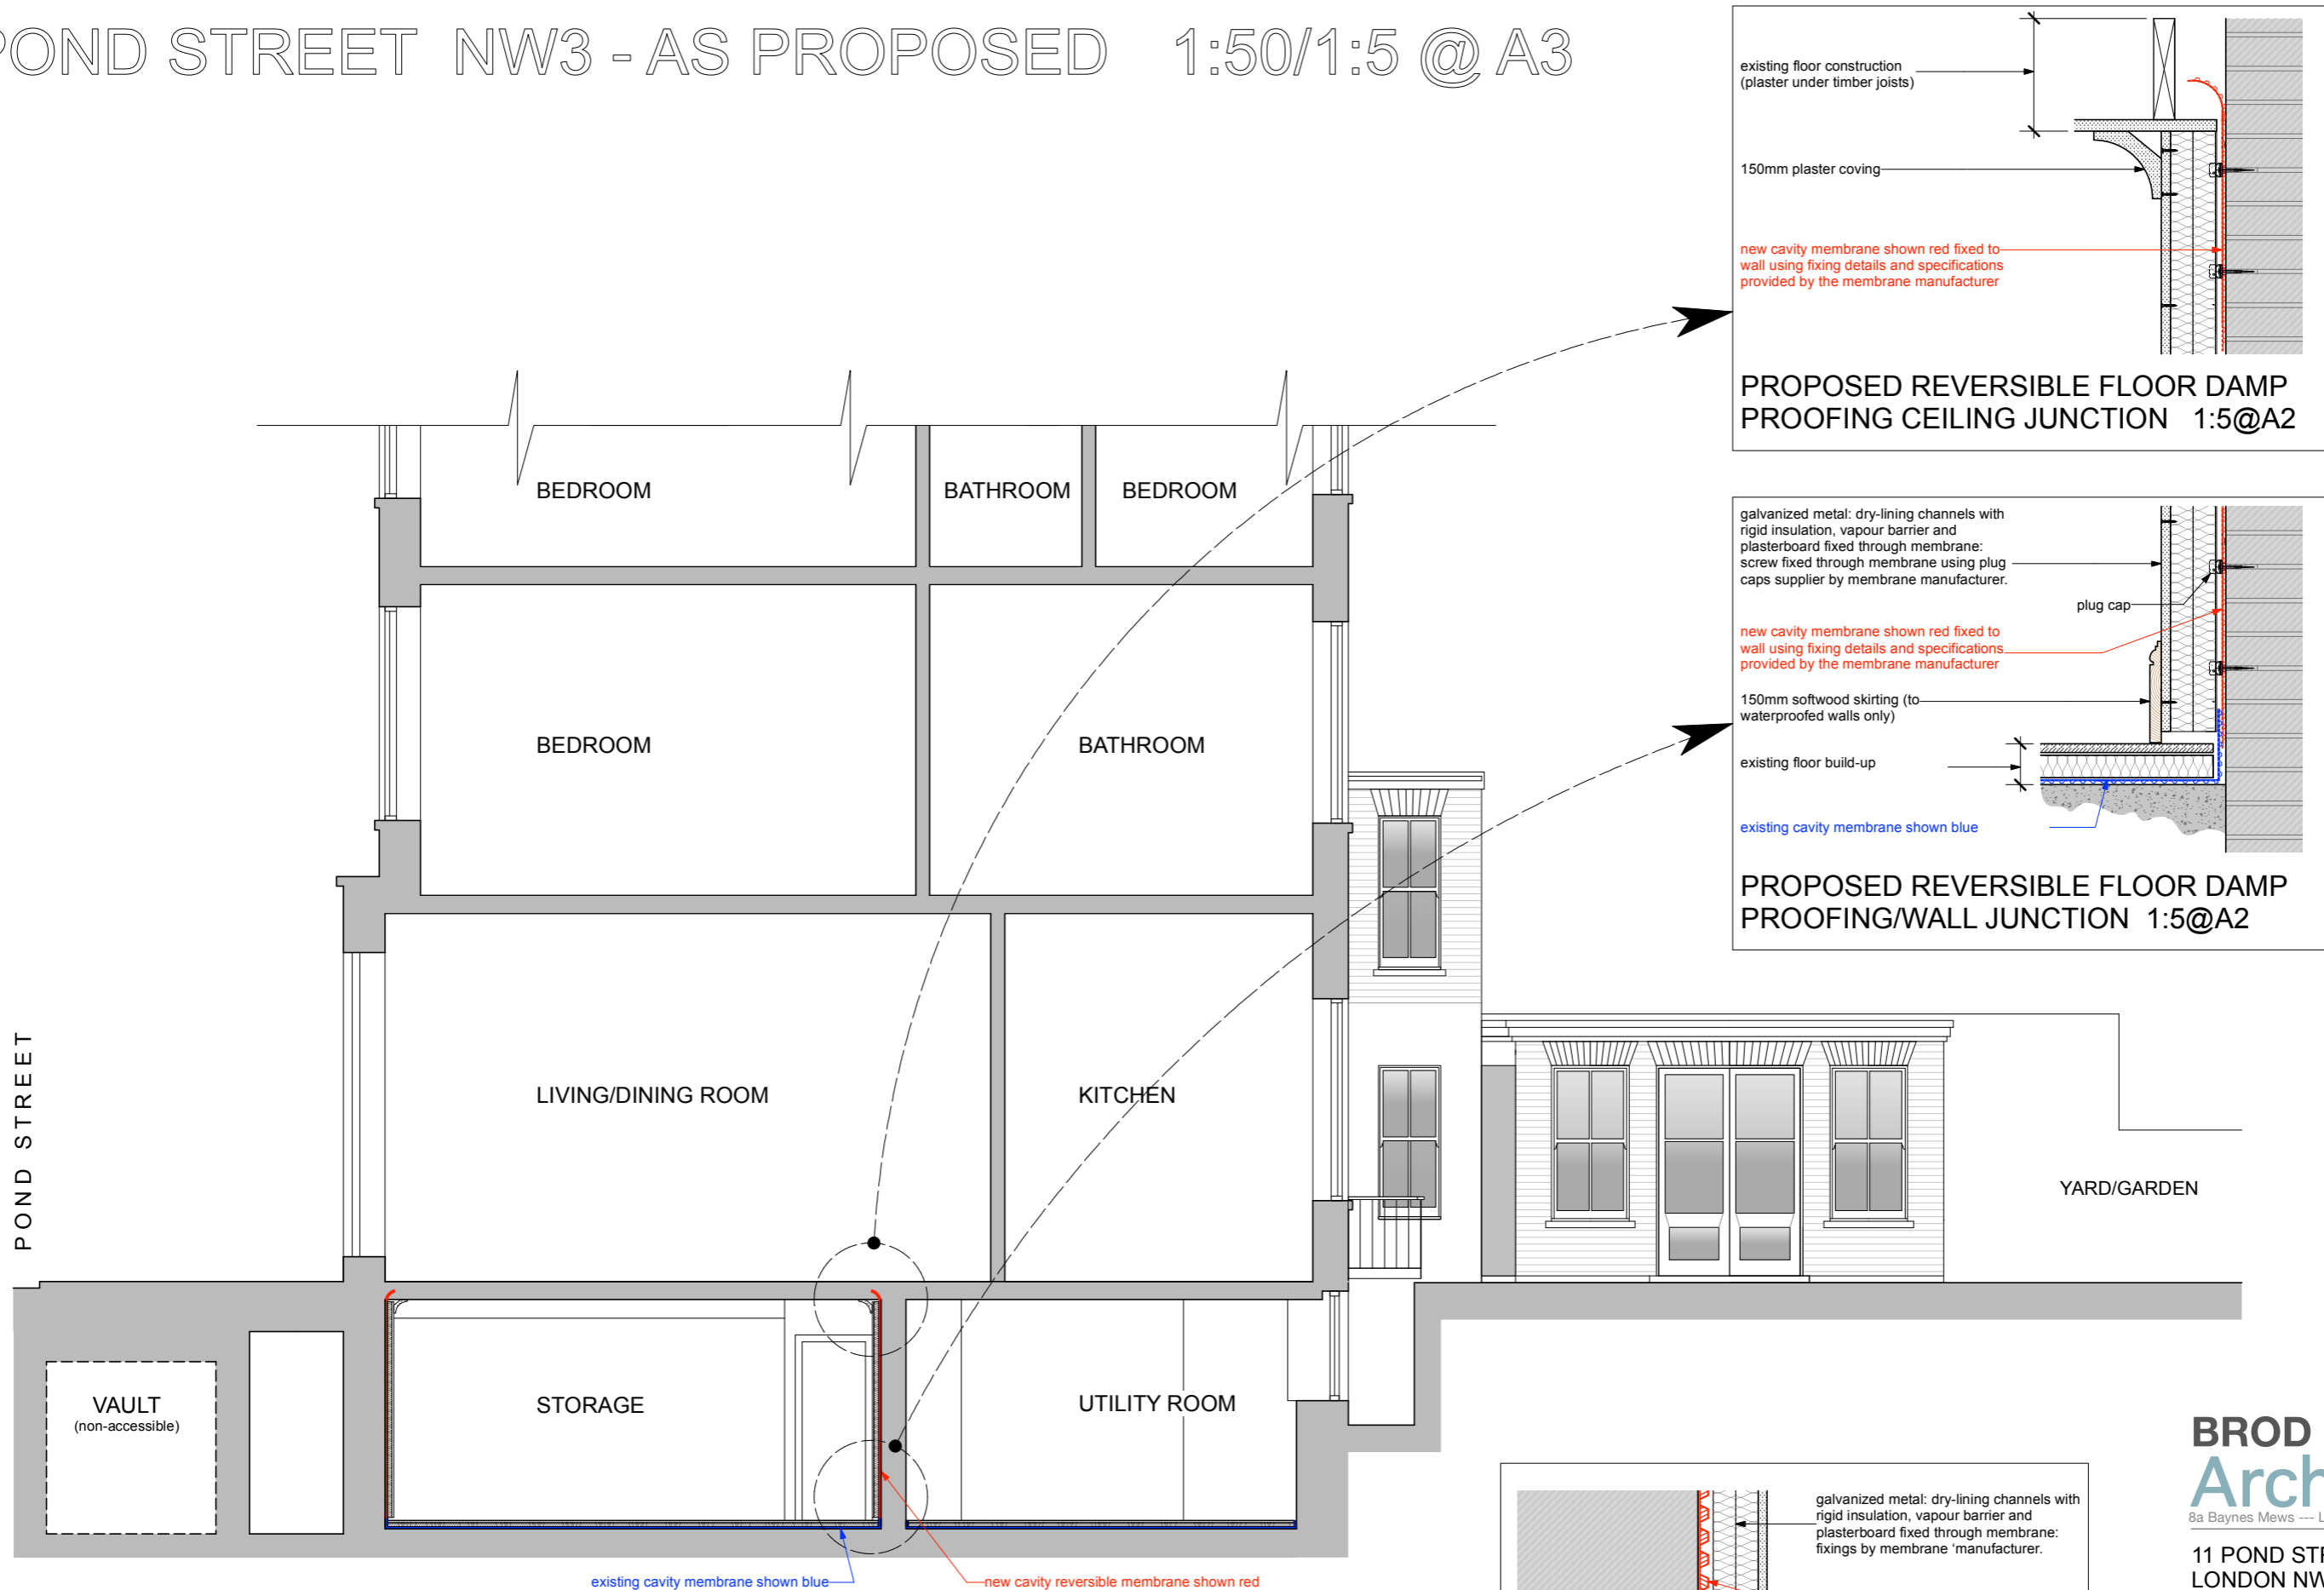 POND STREET NW3 - AS PROPOSED 1:50/1:5 @ A3
existing floor construction
(plaster under timber joists)
150mm plaster coving
new cavity membrane shown red fixed to
wall using fixing details and specifications
provided by the membrane manufacturer
PROPOSED REVERSIBLE FLOOR DAMP
PROOFING CEILING JUNCTION 1:5@A2
galvanized metal: dry-lining channels with
rigid insulation, vapour barrier and
plasterboard fixed through membrane:
screw fixed through membrane using plug
caps supplier by membrane manufacturer.
plug cap
new cavity membrane shown red fixed to
wall using fixing details and specifications
provided by the membrane manufacturer
150mm softwood skirting (to
waterproofed walls only)
existing floor build-up
existing cavity membrane shown blue
PROPOSED REVERSIBLE FLOOR DAMP
PROOFING/WALL JUNCTION 1:5@A2
BEDROOM
BATHROOM
BEDROOM
BEDROOM
BATHROOM
LIVING/DINING ROOM
KITCHEN
POND STREET
YARD/GARDEN
VAULT
(non-accessible)
STORAGE
UTILITY ROOM
existing cavity membrane shown blue
new cavity reversible membrane shown red
galvanized metal: dry-lining channels with
rigid insulation, vapour barrier and
plasterboard fixed through membrane:
fixings by membrane 'manufacturer.
BROD
Arch
8a Baynes Mews --- L
11 POND STR
LONDON NW